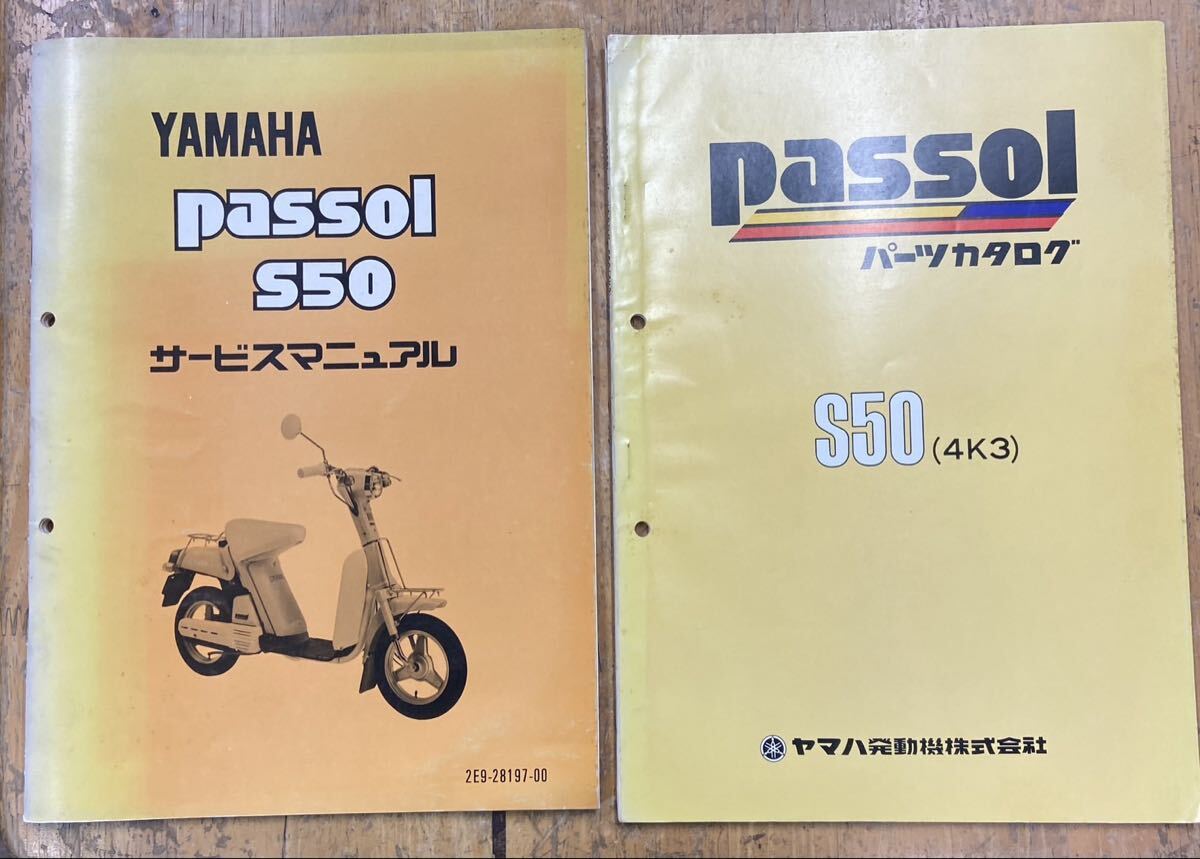 YAMAHA
passol
S50
サービスマニュアル
2E9-28197-00
passol
パーツカタログ
S50 (4K3)
ヤマハ発動機株式会社